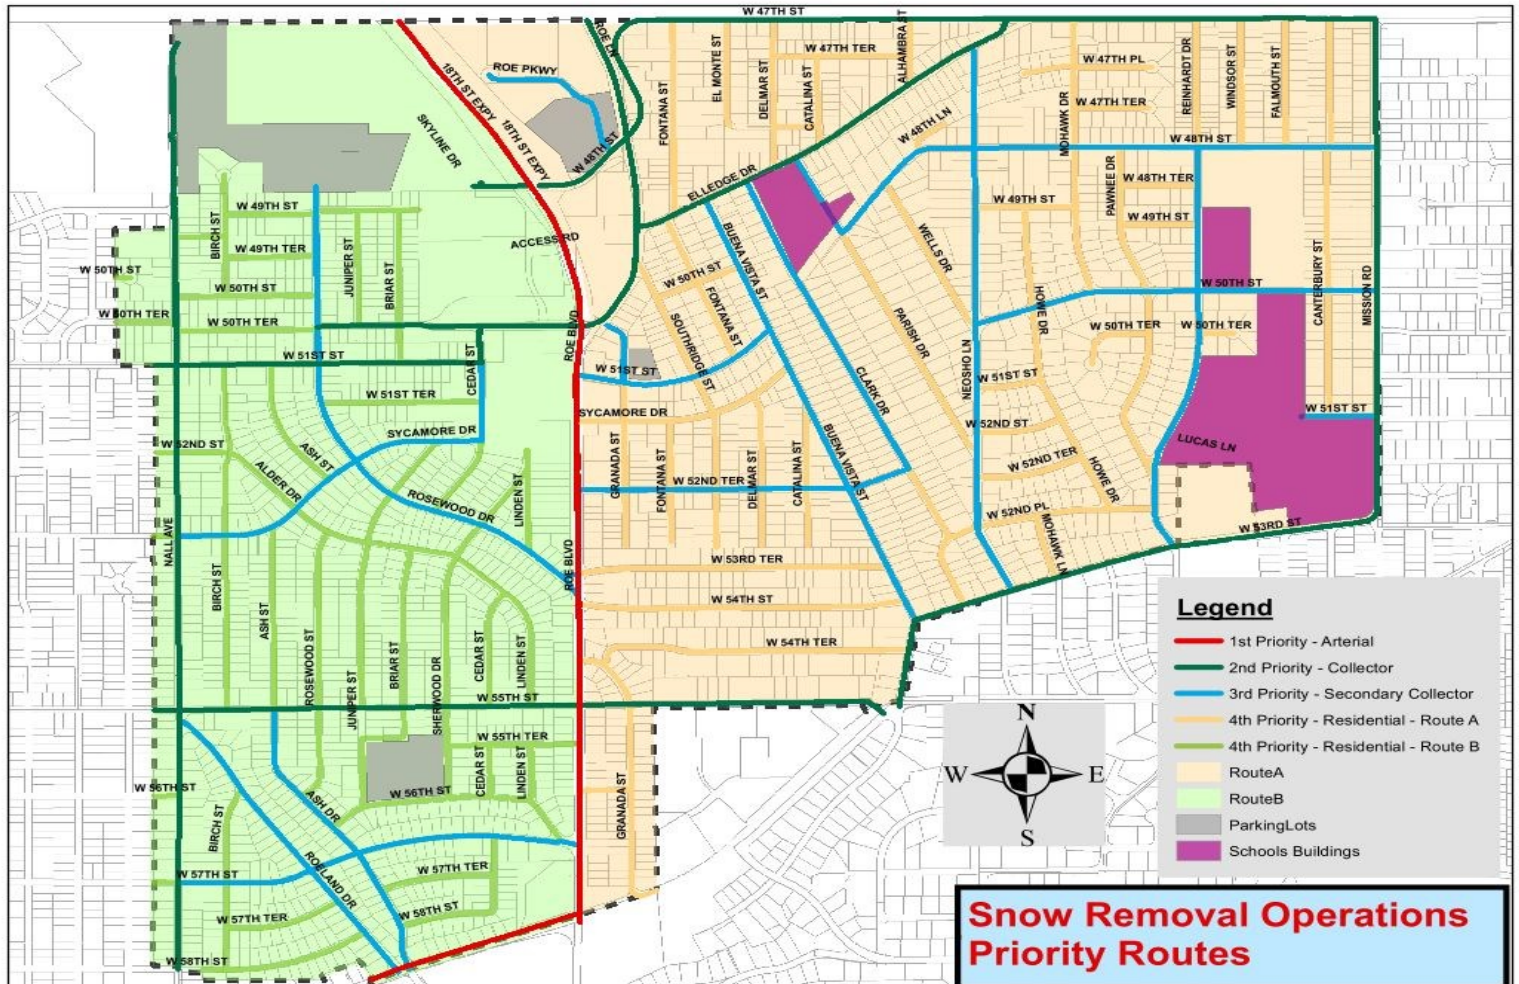 W 47TH ST
ROE LN
ALHAMBRA ST
EL MONTE ST
W 47TH TER
W 47TH PL
REINHARDT DR
WINDSOR ST
FALMOUTH ST
ROE PKWY
18TH ST EXPY
DELMAR ST
CATALINA ST
FONTANA ST
MOHAWK DR
W 47TH TER
SKYLINE DR
18TH ST EXPY
W 48TH ST
W 48TH LN
W 48TH ST
ELLEDGE DR
PAWNEE DR
W 48TH TER
W 49TH ST
BIRCH ST
W 49TH ST
W 49TH ST
ACCESS RD
W 49TH TER
JUNIPER ST
BRIAR ST
BUENA VISTA ST
WELLS DR
W 50TH ST
W 50TH ST
W 50TH ST
W 50TH ST
HOWE DR
CANTERBURY ST
MISSION RD
W 50TH TER
W 50TH TER
SOUTHRIDGE ST
FONTANA ST
PARISH DR
W 50TH TER
W 50TH TER
ROE BLVD
W 51ST ST
CEDAR ST
W 51ST ST
NEOSHO LN
W 51ST ST
W 51ST TER
CLARK DR
SYCAMORE DR
W 51ST ST
SYCAMORE DR
W 52ND ST
W 52ND ST
LUCAS LN
ASH ST
ALDER DR
GRANADA ST
FONTANA ST
DELMAR ST
CATALINA ST
BUENA VISTA ST
W 52ND TER
W 52ND TER
HOWE DR
ROSEWOOD DR
LINDEN ST
W 52ND PL
MOHAWK LN
W 53RD ST
NALL AVE
ROE BLVD
W 53RD TER
BIRCH ST
ASH ST
W 54TH ST
ROSEWOOD ST
JUNIPER ST
BRIAR ST
SHERWOOD DR
CEDAR ST
LINDEN ST
W 54TH TER
W 55TH ST
W 55TH TER
CEDAR ST
LINDEN ST
W 56TH ST
W 56TH ST
ASH DR
BIRCH ST
GRANADA ST
ROELAND DR
W 57TH ST
W 57TH TER
W 57TH TER
W 58TH ST
W 58TH ST
Legend
1st Priority - Arterial
2nd Priority - Collector
3rd Priority - Secondary Collector
4th Priority - Residential - Route A
4th Priority - Residential - Route B
RouteA
RouteB
ParkingLots
Schools Buildings
N
W E
S
Snow Removal Operations
Priority Routes